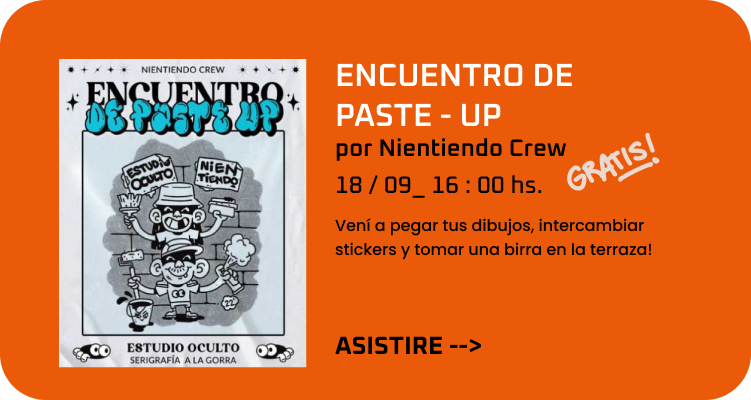 NIENTIENDO CREW
ENCUENTRO
DE PASTE UP
ESTUDIO
OCULTO
NIEN
TIENDO
ESTUDIO OCULTO
SERIGRAFÍA A LA GORRA
ENCUENTRO DE
PASTE - UP
por Nientiendo Crew
18 / 09_ 16 : 00 hs.
GRATIS!
Vení a pegar tus dibujos, intercambiar
stickers y tomar una birra en la terraza!
ASISTIRE -->